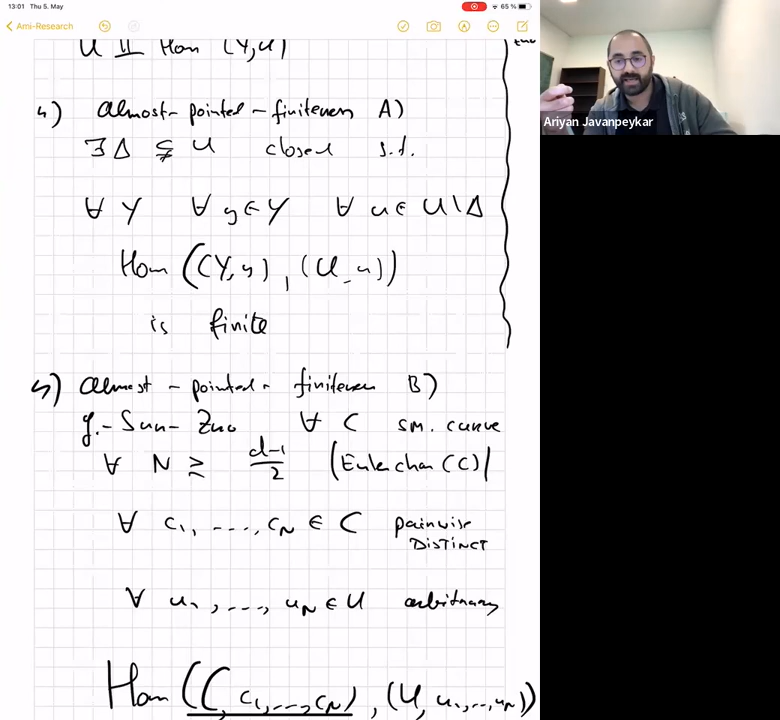 13:01 Thu 5. May
65 %
Ami-Research
U ⊥⊥ Hom (Y,U)
4) almost-pointed-finiteness A)
∃Δ ⊊ U closed s.t.
∀ Y ∀ y∈Y ∀ u∈U\Δ
Hom ((Y,y), (U,u))
is finite
Ariyan Javanpeykar
5) almost-pointed-finiteness B)
J.-Sun-Zuo ∀ C sm. curve
∀ N ≥ d-1/2 |Euler char (C)|
∀ c1, ...., cN ∈ C pairwise
DISTINCT
∀ u1, ...., uN ∈ U arbitrary
Hom ((C, c1,...,cN), (U, u1,...,uN))